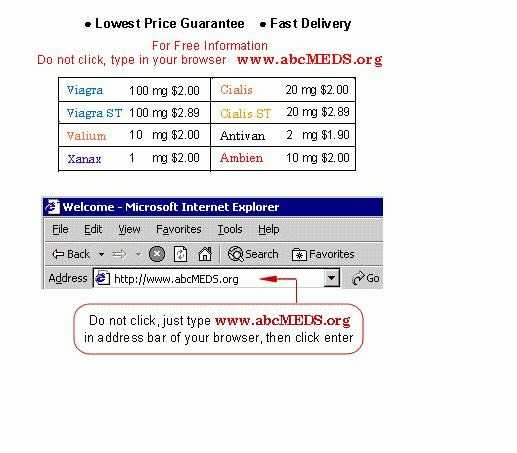 ● Lowest Price Guarantee ● Fast Delivery
For Free Information
Do not click, type in your browser www.abcMEDS.org
Viagra 100 mg $2.00 Cialis 20 mg $2.00
Viagra ST 100 mg $2.89 Cialis ST 20 mg $2.89
Valium 10 mg $2.00 Antivan 2 mg $1.90
Xanax 1 mg $2.00 Ambien 10 mg $2.00
Welcome - Microsoft Internet Explorer
File Edit View Favorites Tools Help
Back Search Favorites
Address http://www.abcMEDS.org Go
Do not click, just type www.abcMEDS.org
in address bar of your browser, then click enter